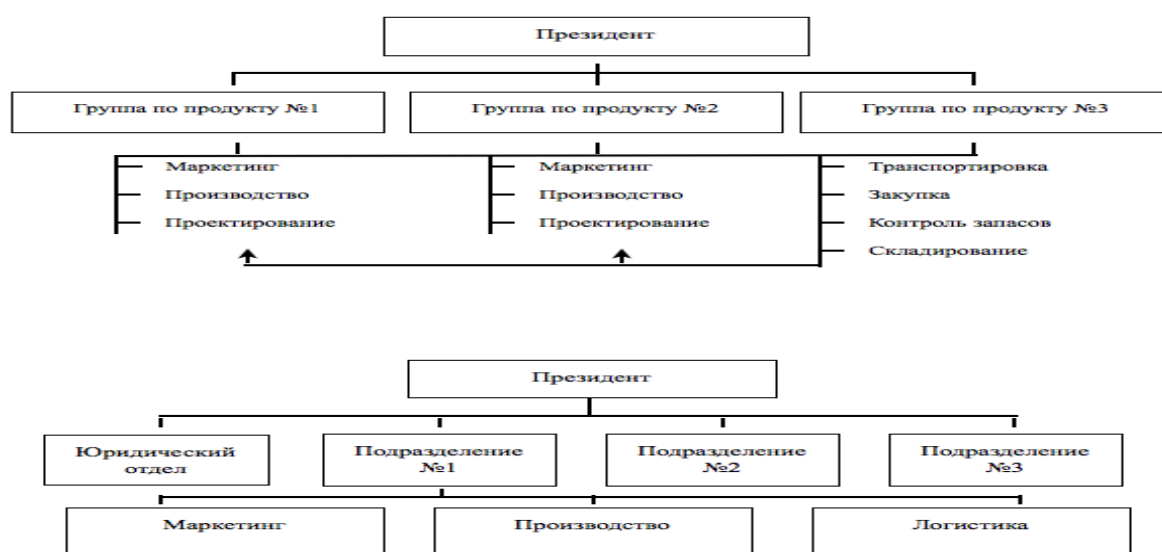 Президент
Группа по продукту №1
Группа по продукту №2
Группа по продукту №3
Маркетинг
Производство
Проектирование
Маркетинг
Производство
Проектирование
Транспортировка
Закупка
Контроль запасов
Складирование
Президент
Юридический
отдел
Подразделение
№1
Подразделение
№2
Подразделение
№3
Маркетинг
Производство
Логистика